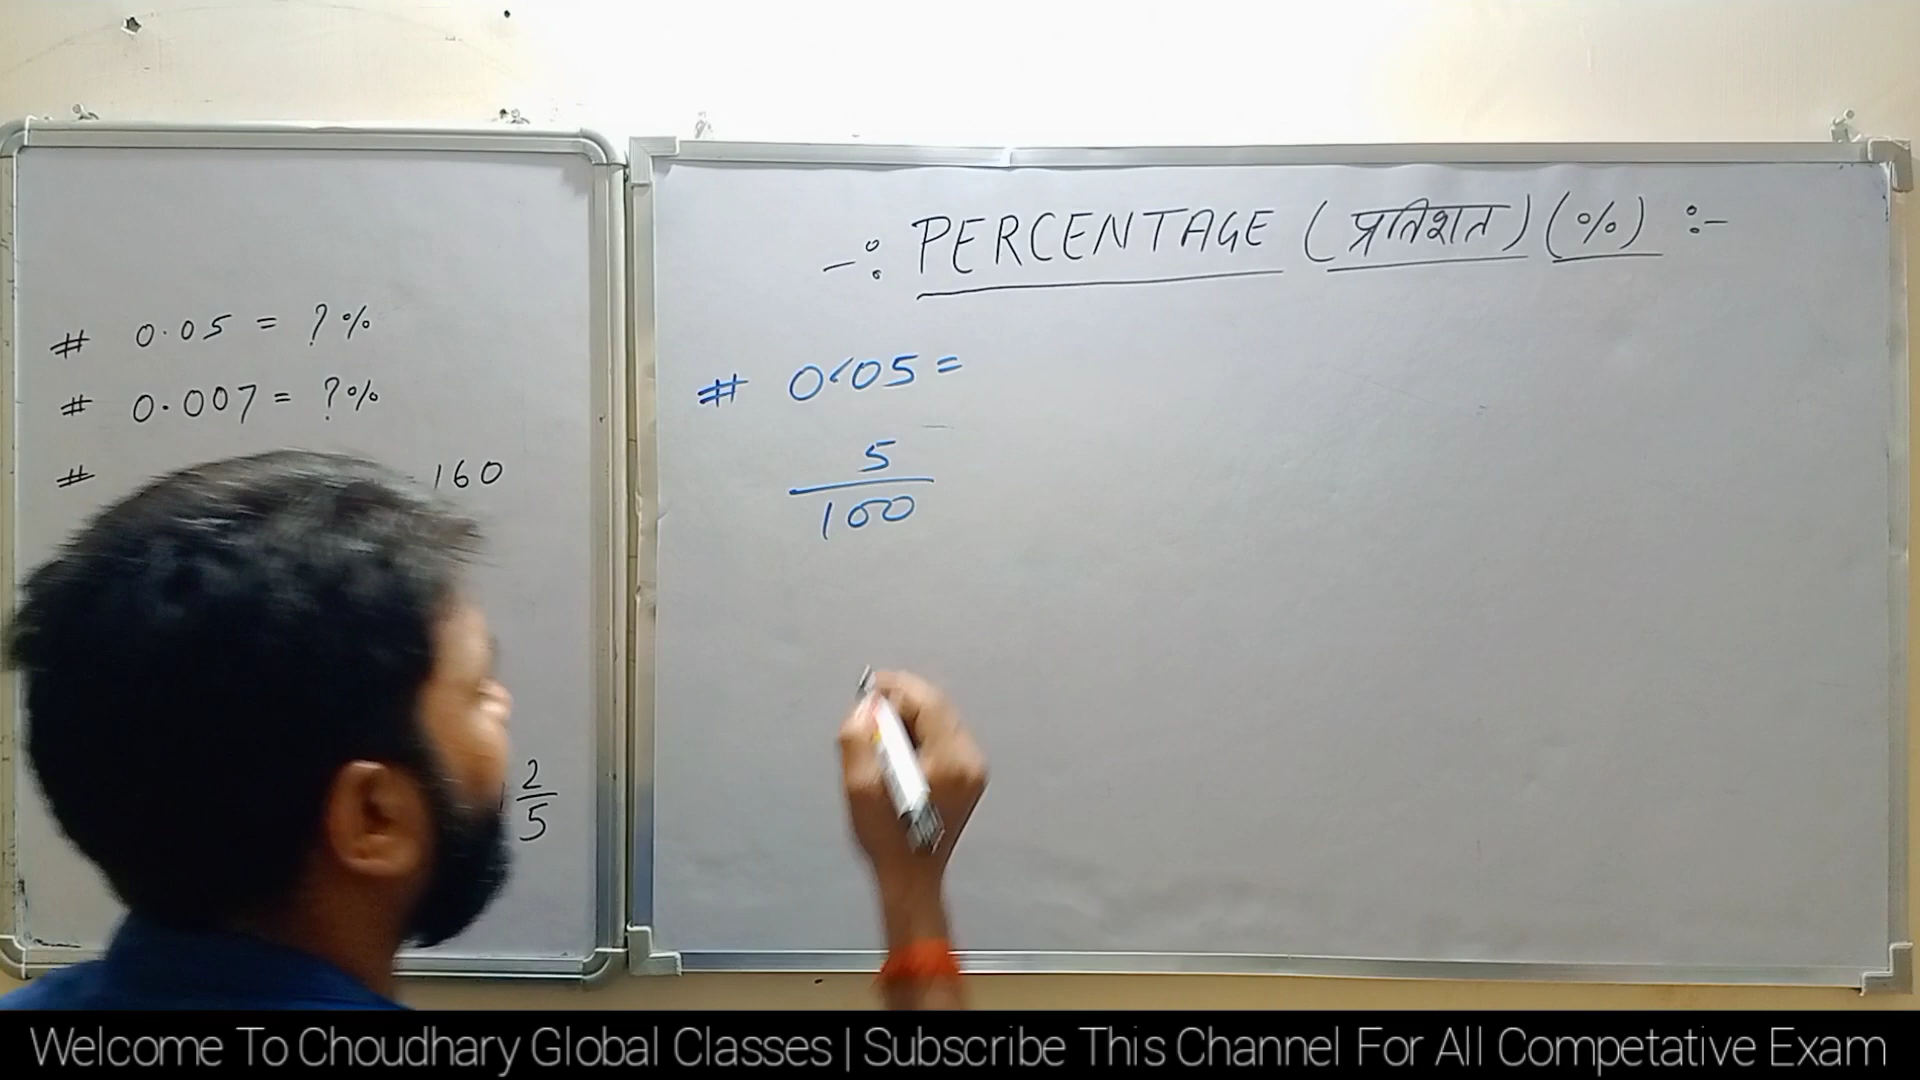 # 0.05 = ?%
# 0.007 = ?%
# 160
2
5
-: PERCENTAGE (प्रतिशत) (%) :-
# 0.05 =
5
100
Welcome To Choudhary Global Classes | Subscribe This Channel For All Competative Exam